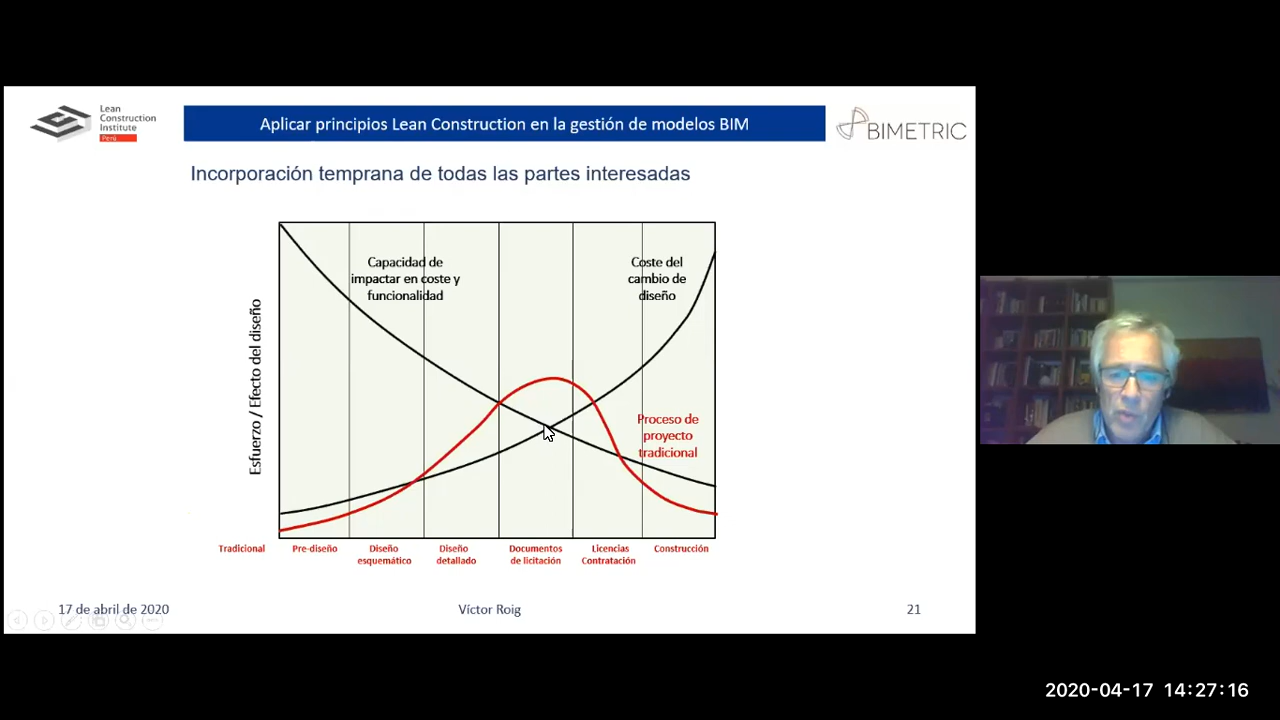 Lean
Construction
Institute
Perú
Aplicar principios Lean Construction en la gestión de modelos BIM
BIMETRIC
Incorporación temprana de todas las partes interesadas
Esfuerzo / Efecto del diseño
Capacidad de
impactar en coste y
funcionalidad
Coste del
cambio de
diseño
Proceso de
proyecto
tradicional
Tradicional
Pre-diseño
Diseño
esquemático
Diseño
detallado
Documentos
de licitación
Licencias
Contratación
Construcción
17 de abril de 2020
Víctor Roig
21
2020-04-17 14:27:16